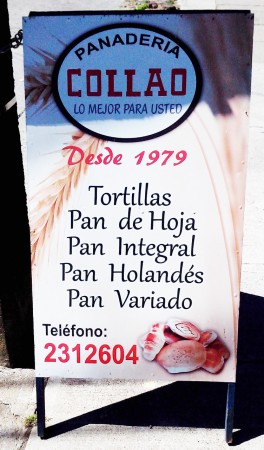 PANADERIA
COLLAO
LO MEJOR PARA USTED
Desde 1979
Tortillas
Pan de Hoja
Pan Integral
Pan Holandés
Pan Variado
Teléfono:
2312604